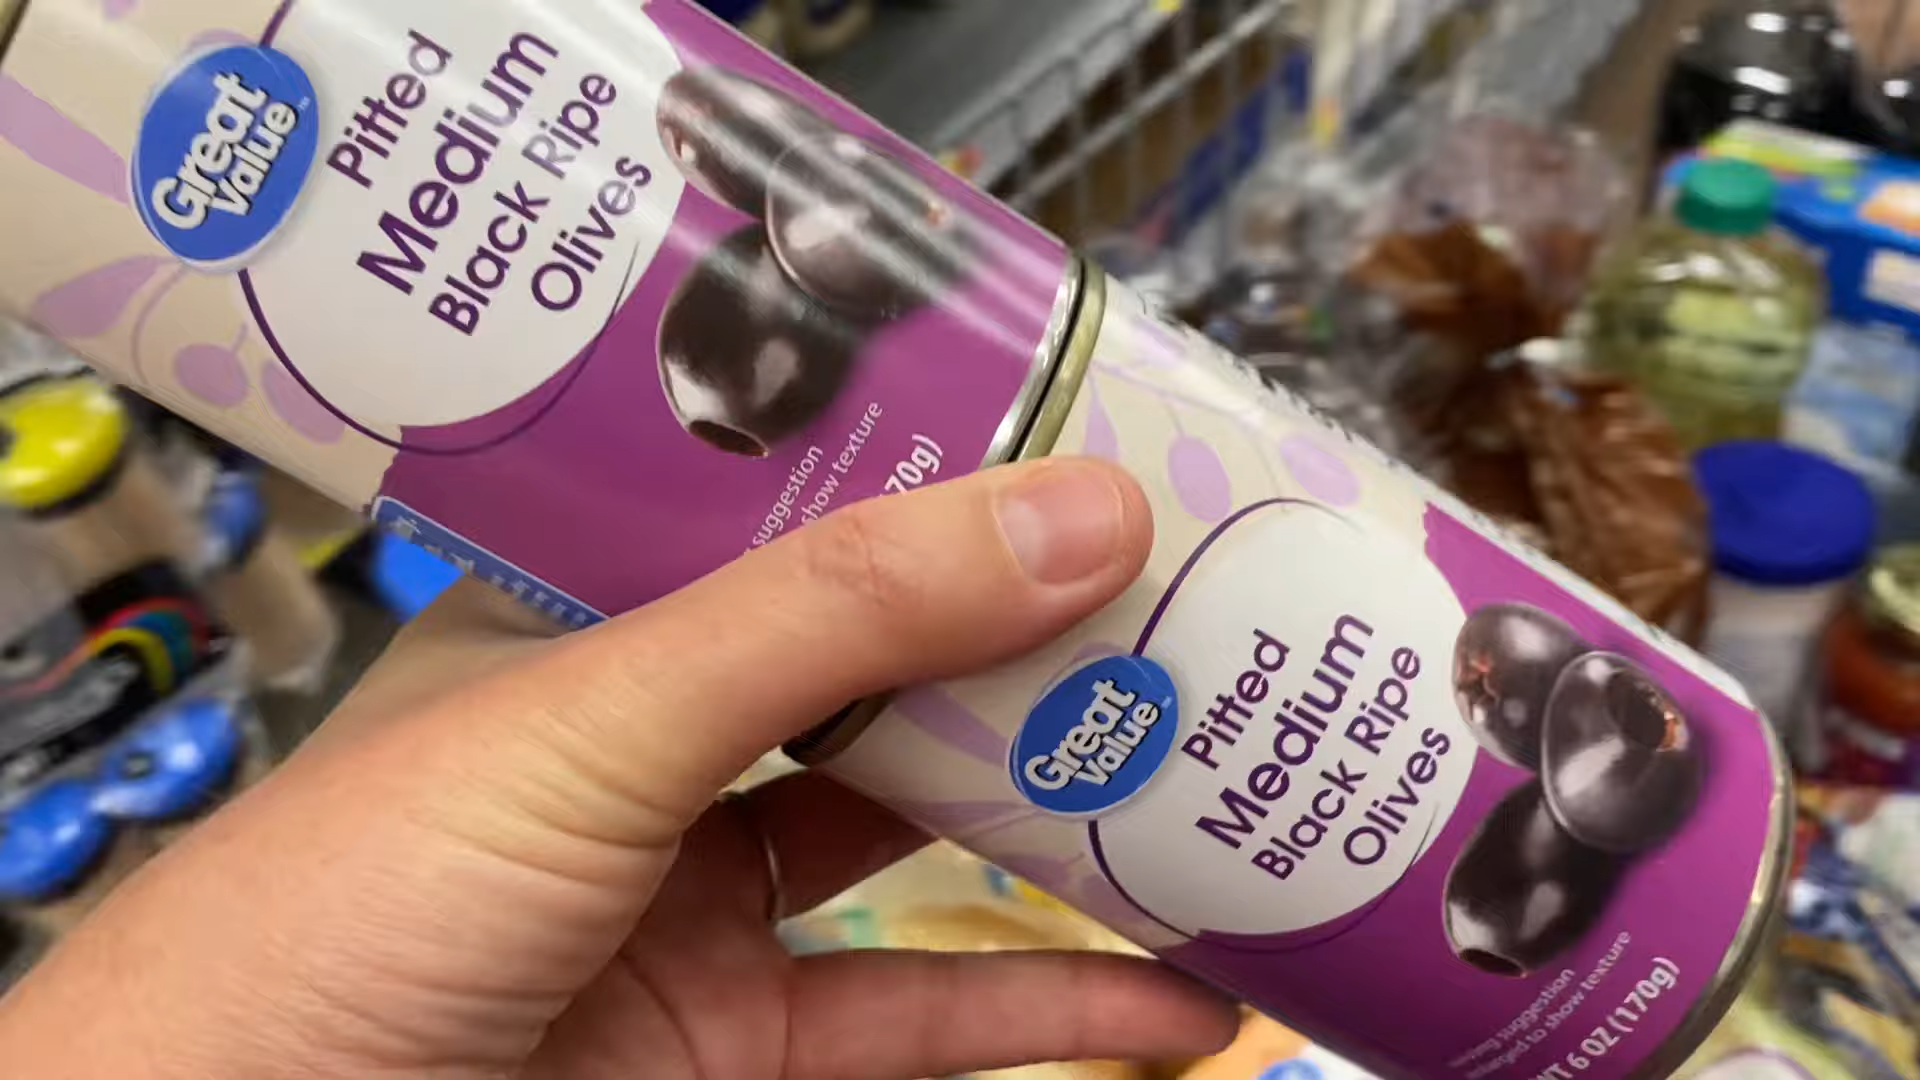 Great
Value
Pitted
Medium
Black Ripe
Olives
suggestion
show texture
70g)
Great
Value
Pitted
Medium
Black Ripe
Olives
suggestion
to show texture
WT 6 OZ (170g)